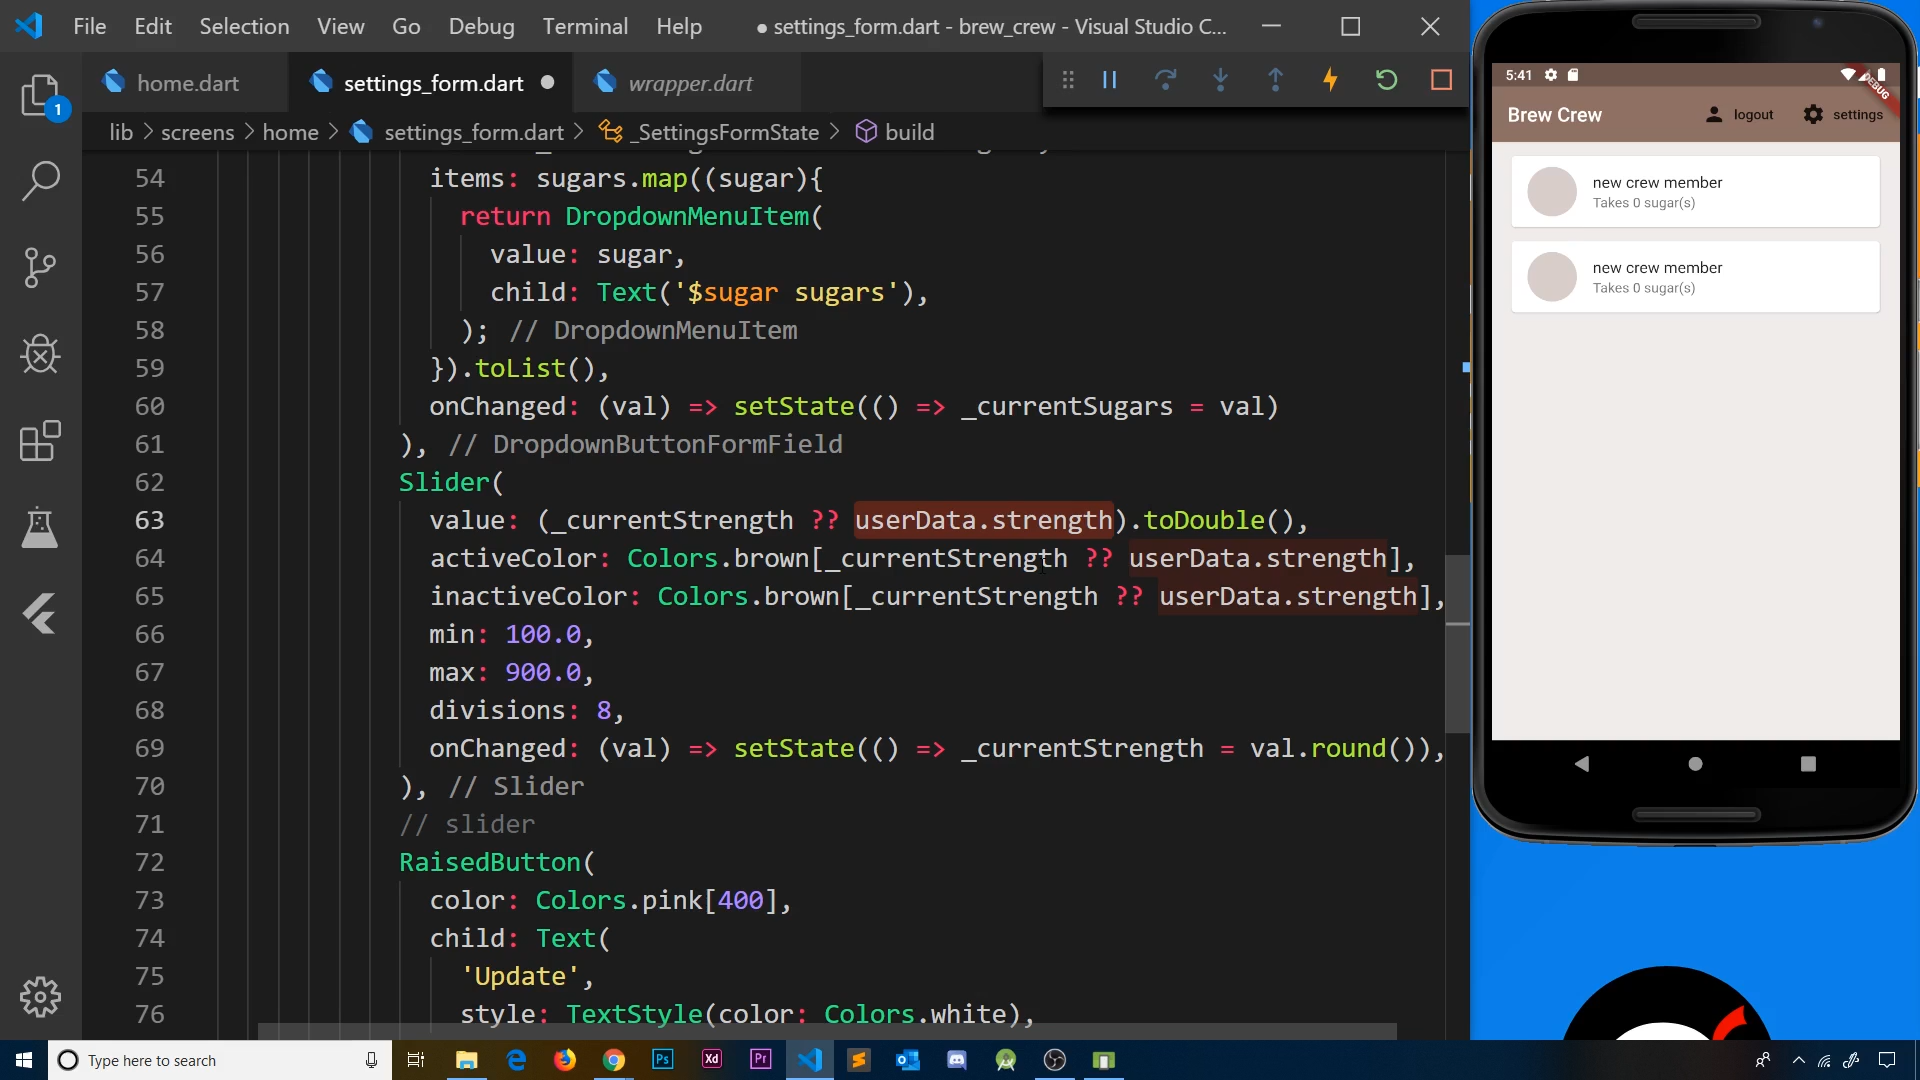 File Edit Selection View Go Debug Terminal Help ● settings_form.dart - brew_crew - Visual Studio C...
1
home.dart settings_form.dart ● wrapper.dart
lib > screens > home > settings_form.dart > _SettingsFormState > build
54 items: sugars.map((sugar){
55 return DropdownMenuItem(
56 value: sugar,
57 child: Text('$sugar sugars'),
58 ); // DropdownMenuItem
59 }).toList(),
60 onChanged: (val) => setState(() => _currentSugars = val)
61 ), // DropdownButtonFormField
62 Slider(
63 value: (_currentStrength ?? userData.strength).toDouble(),
64 activeColor: Colors.brown[_currentStrength ?? userData.strength],
65 inactiveColor: Colors.brown[_currentStrength ?? userData.strength],
66 min: 100.0,
67 max: 900.0,
68 divisions: 8,
69 onChanged: (val) => setState(() => _currentStrength = val.round()),
70 ), // Slider
71 // slider
72 RaisedButton(
73 color: Colors.pink[400],
74 child: Text(
75 'Update',
76 style: TextStyle(color: Colors.white),
5:41
DEBUG
Brew Crew logout settings
new crew member
Takes 0 sugar(s)
new crew member
Takes 0 sugar(s)
Type here to search
Ps
Xd
Pr